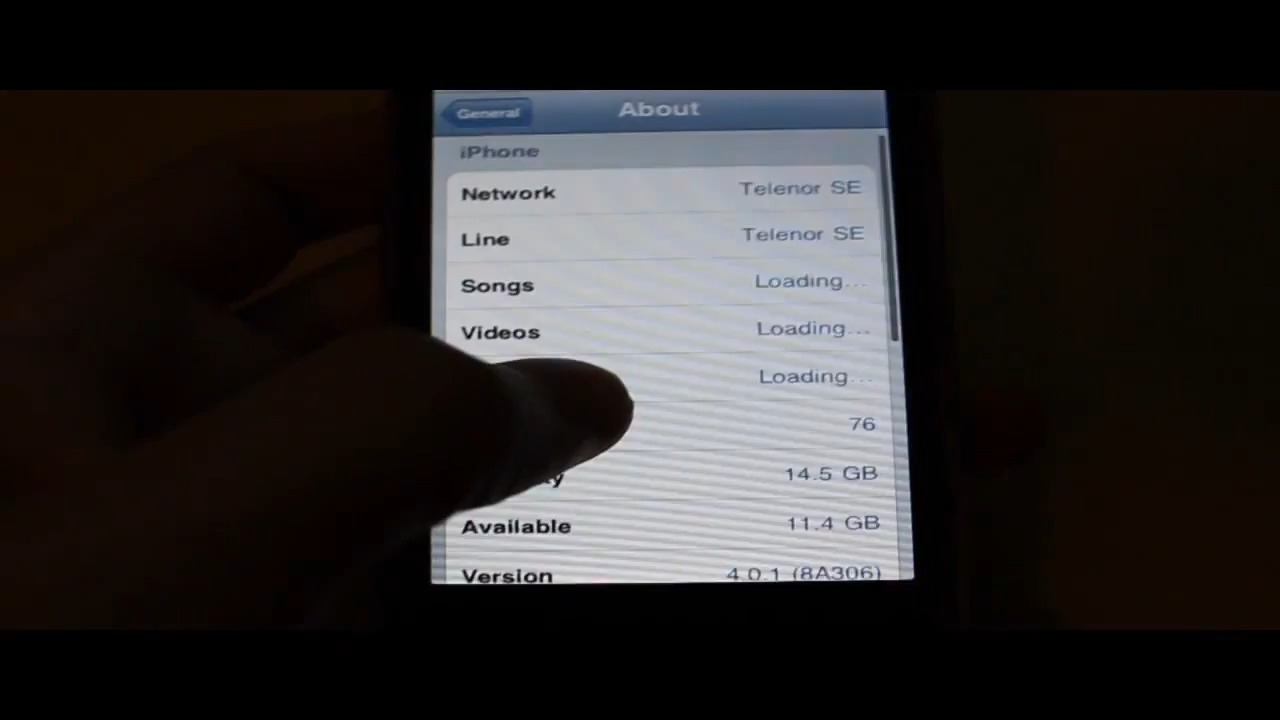 General
About
iPhone
Network Telenor SE
Line Telenor SE
Songs Loading...
Videos Loading...
Loading...
76
14.5 GB
Available 11.4 GB
Version 4.0.1 (8A306)